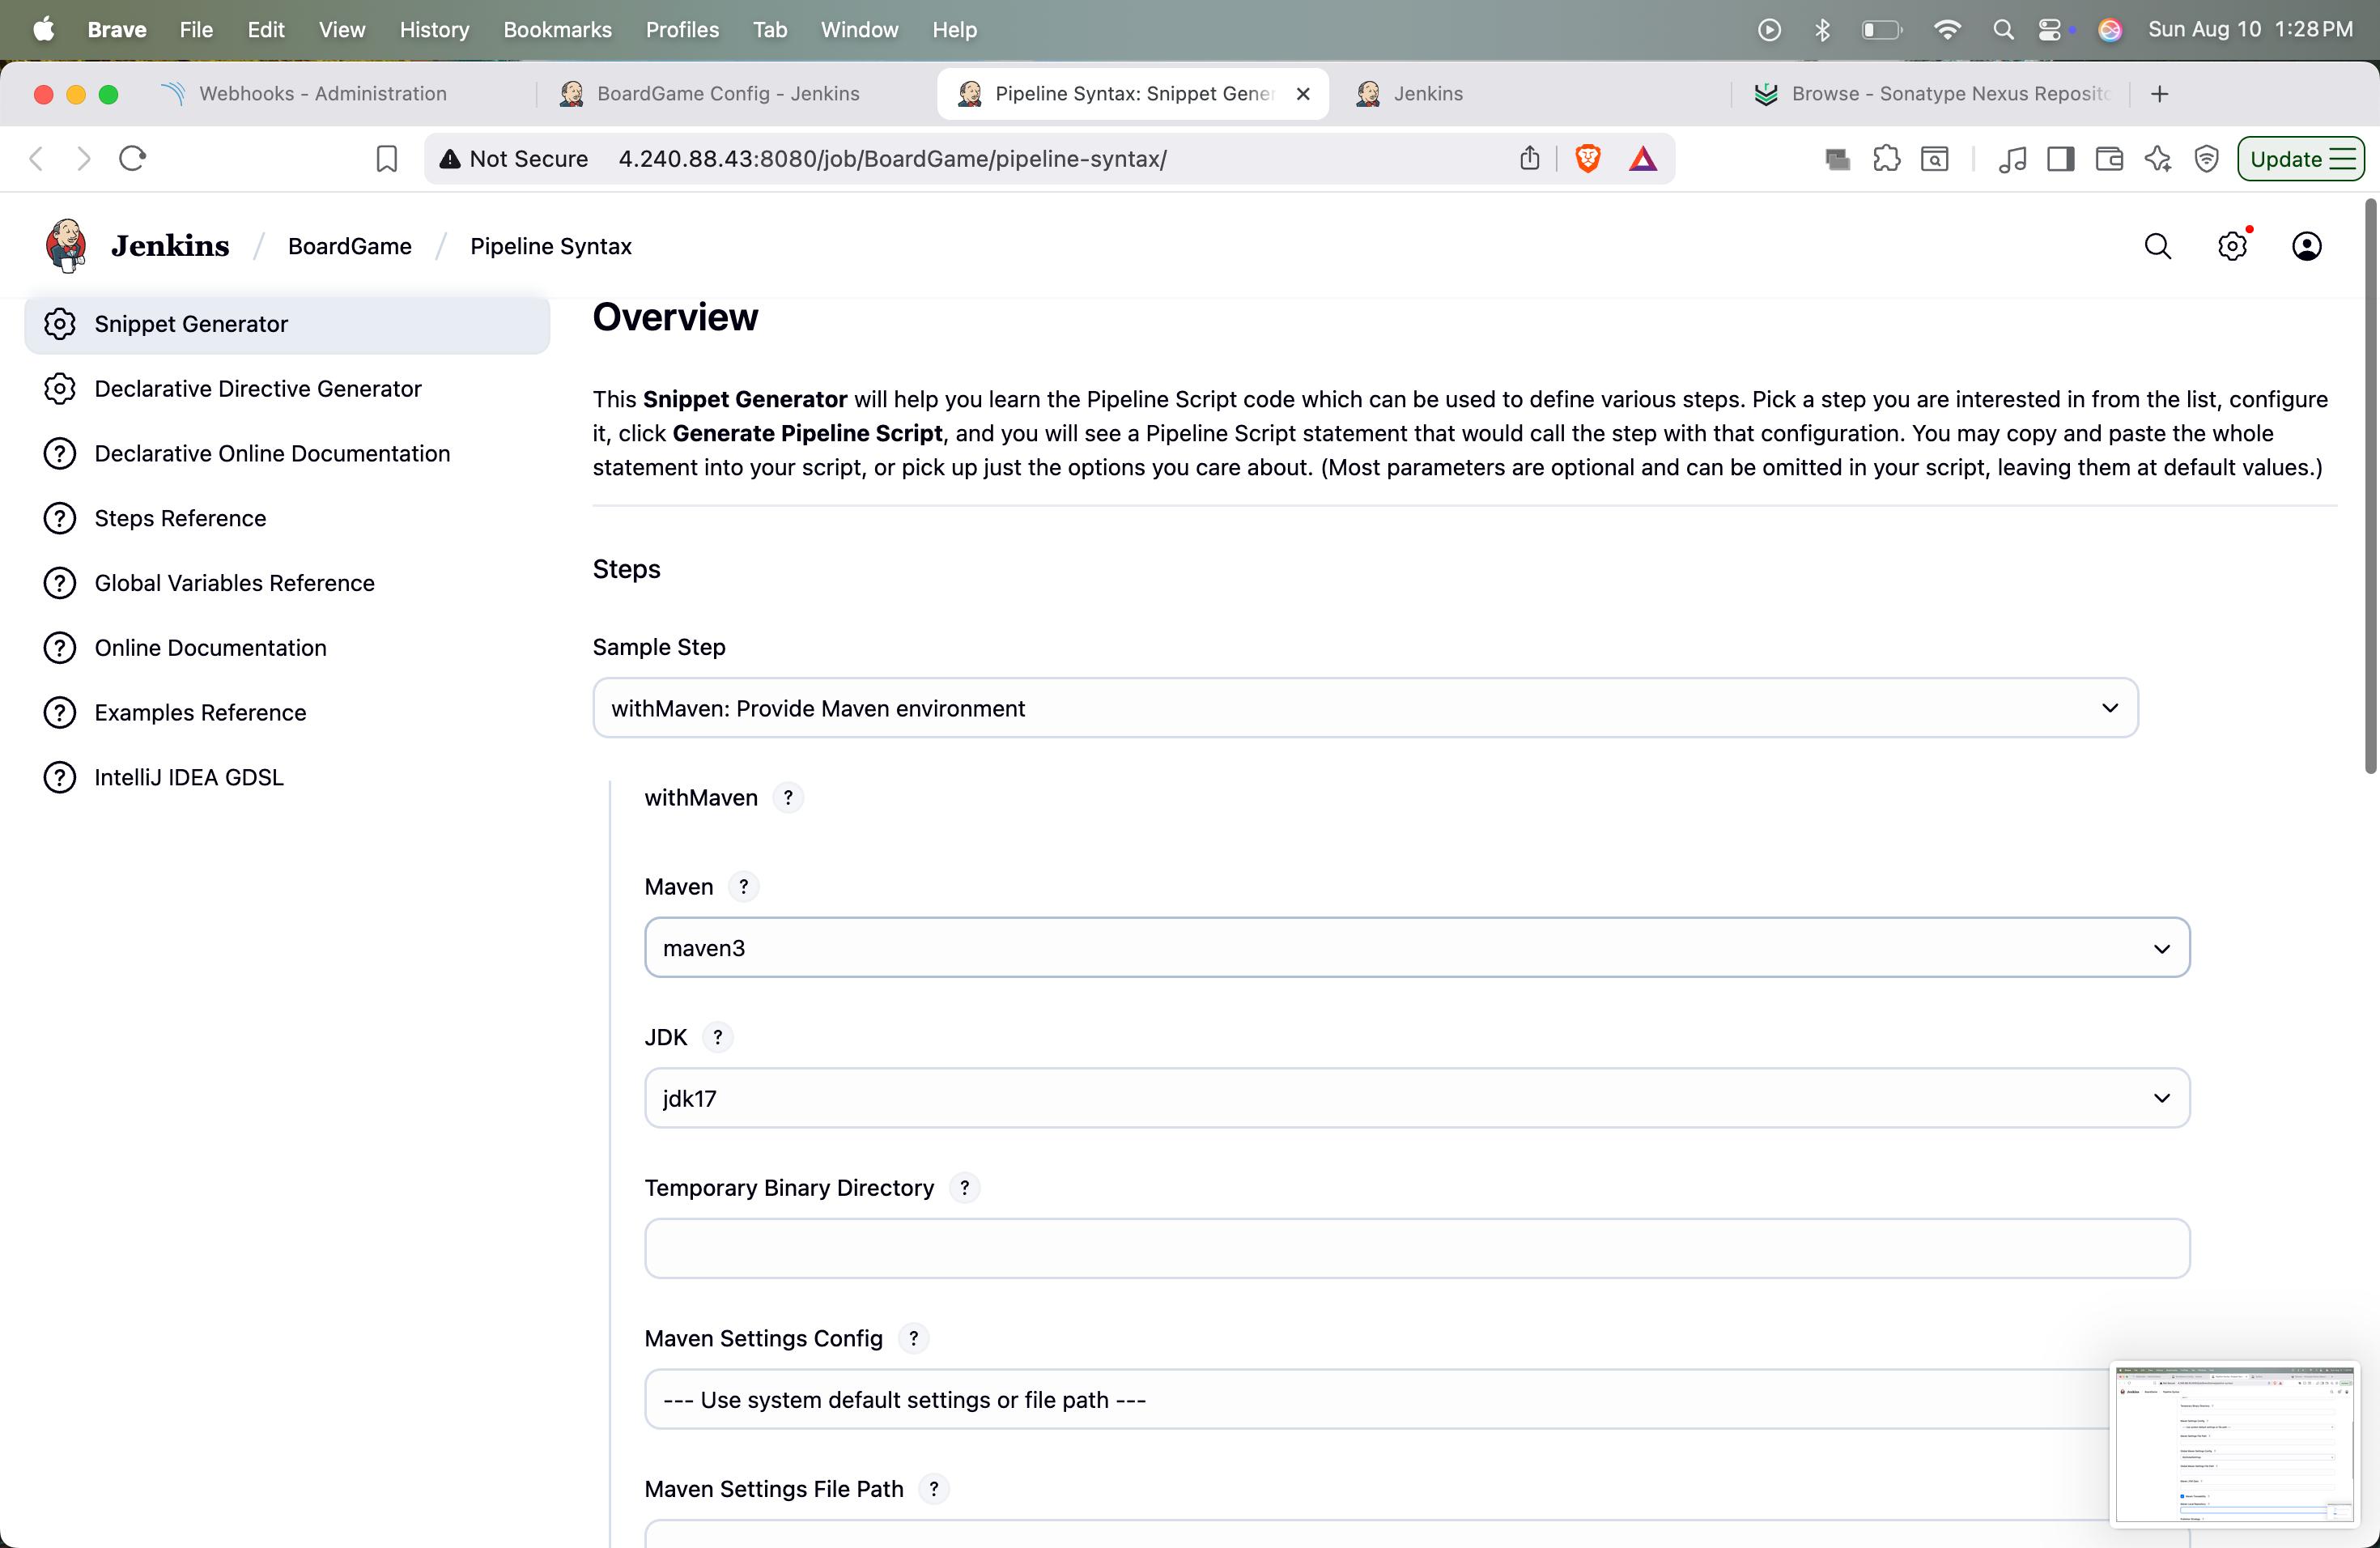 Brave File Edit View History Bookmarks Profiles Tab Window Help Sun Aug 10 1:28 PM
Webhooks - Administration BoardGame Config - Jenkins Pipeline Syntax: Snippet Gener Jenkins Browse - Sonatype Nexus Reposito
Not Secure 4.240.88.43:8080/job/BoardGame/pipeline-syntax/ Update
Jenkins / BoardGame / Pipeline Syntax
Snippet Generator
Declarative Directive Generator
Declarative Online Documentation
Steps Reference
Global Variables Reference
Online Documentation
Examples Reference
IntelliJ IDEA GDSL
Overview
This Snippet Generator will help you learn the Pipeline Script code which can be used to define various steps. Pick a step you are interested in from the list, configure
it, click Generate Pipeline Script, and you will see a Pipeline Script statement that would call the step with that configuration. You may copy and paste the whole
statement into your script, or pick up just the options you care about. (Most parameters are optional and can be omitted in your script, leaving them at default values.)
Steps
Sample Step
withMaven: Provide Maven environment
withMaven ?
Maven ?
maven3
JDK ?
jdk17
Temporary Binary Directory ?
Maven Settings Config ?
--- Use system default settings or file path ---
Maven Settings File Path ?